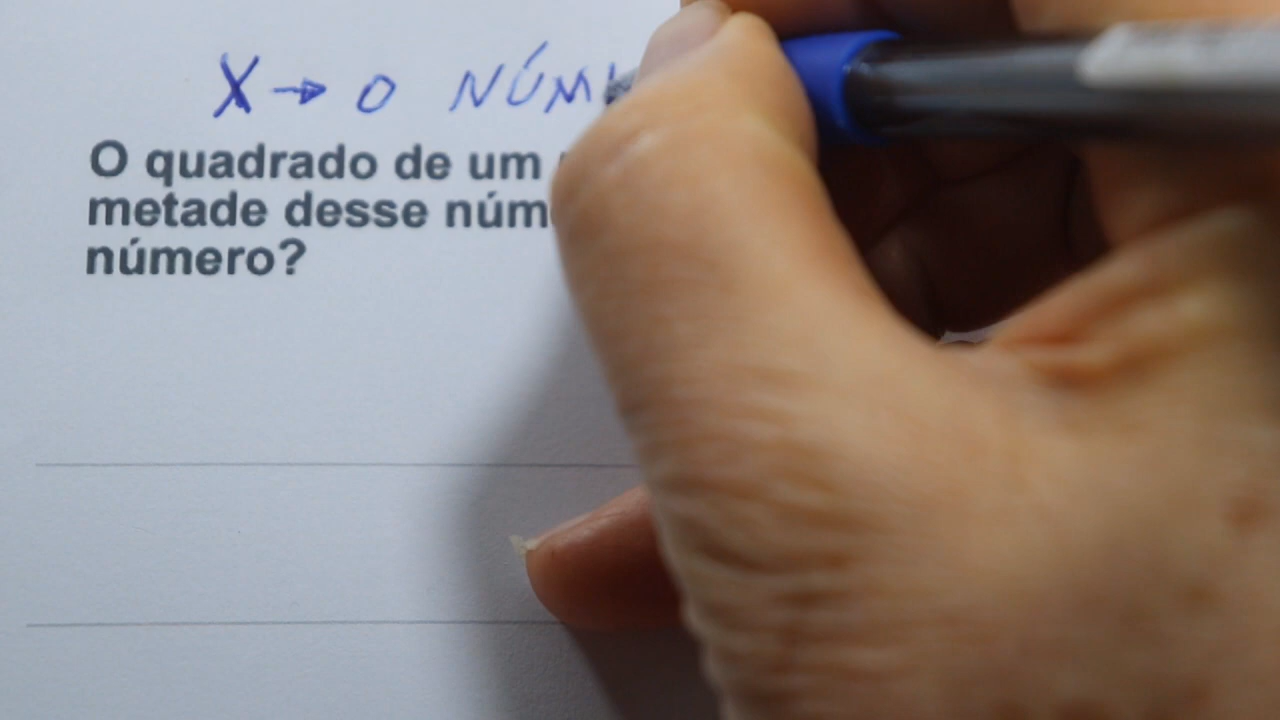 X → O NÚM
O quadrado de um
metade desse núm
número?